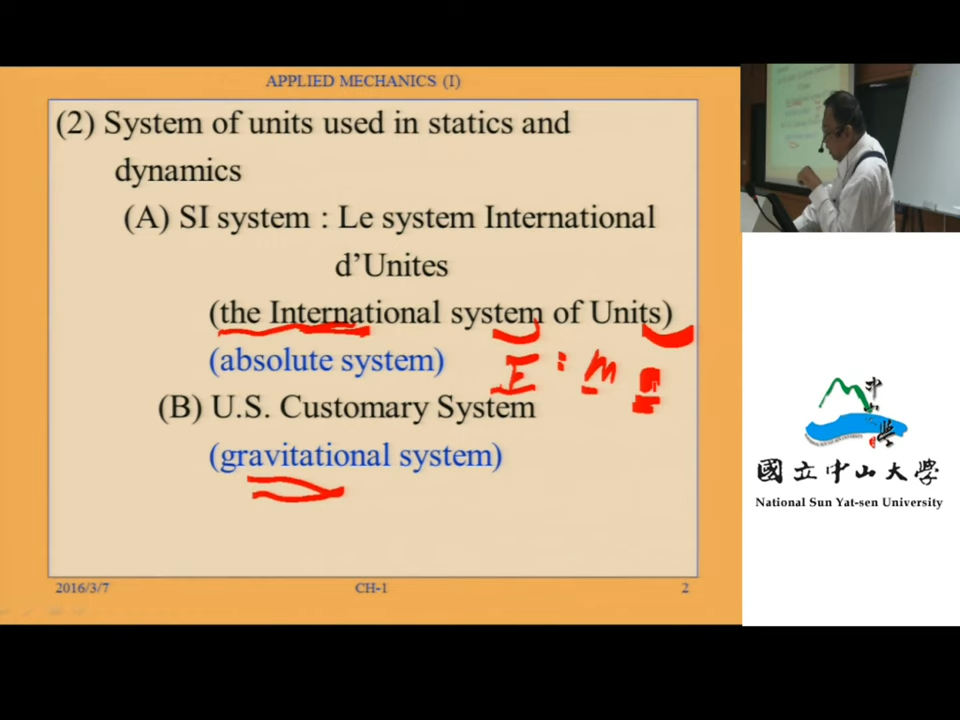 APPLIED MECHANICS (I)
(2) System of units used in statics and
dynamics
(A) SI system : Le system International
d’Unites
(the International system of Units)
(absolute system)
(B) U.S. Customary System
(gravitational system)
2016/3/7 CH-1 2
國立中山大學
National Sun Yat-sen University